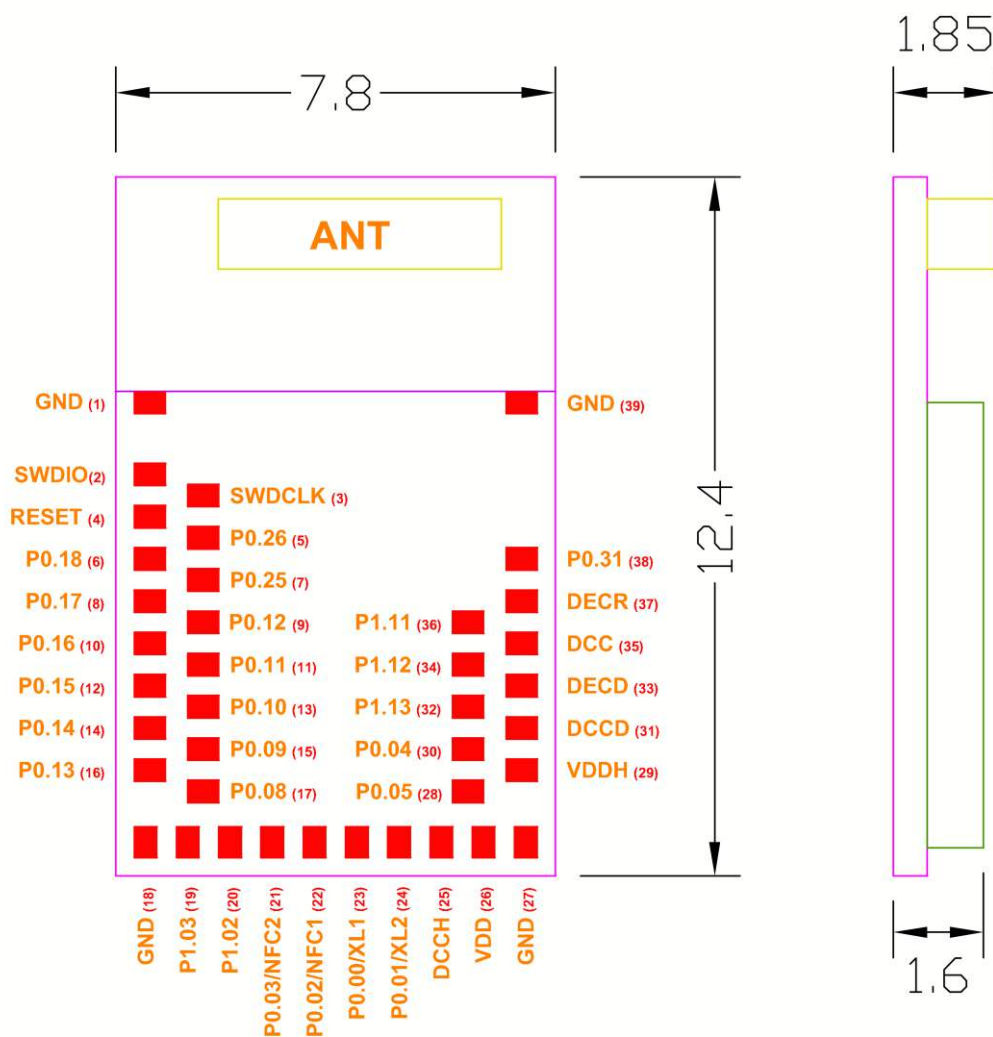 1.85
7.8
ANT
GND (1)
GND (39)
SWDIO(2)
SWDCLK (3)
RESET (4)
P0.26 (5)
12.4
P0.18 (6)
P0.31 (38)
P0.25 (7)
P0.17 (8)
DECR (37)
P0.12 (9)
P1.11 (36)
P0.16 (10)
DCC (35)
P0.11 (11)
P1.12 (34)
P0.15 (12)
DECD (33)
P0.10 (13)
P1.13 (32)
P0.14 (14)
DCCD (31)
P0.09 (15)
P0.04 (30)
P0.13 (16)
VDDH (29)
P0.08 (17)
P0.05 (28)
GND (18)
P1.03 (19)
P1.02 (20)
P0.03/NFC2 (21)
P0.02/NFC1 (22)
P0.00/XL1 (23)
P0.01/XL2 (24)
DCCH (25)
VDD (26)
GND (27)
1.6